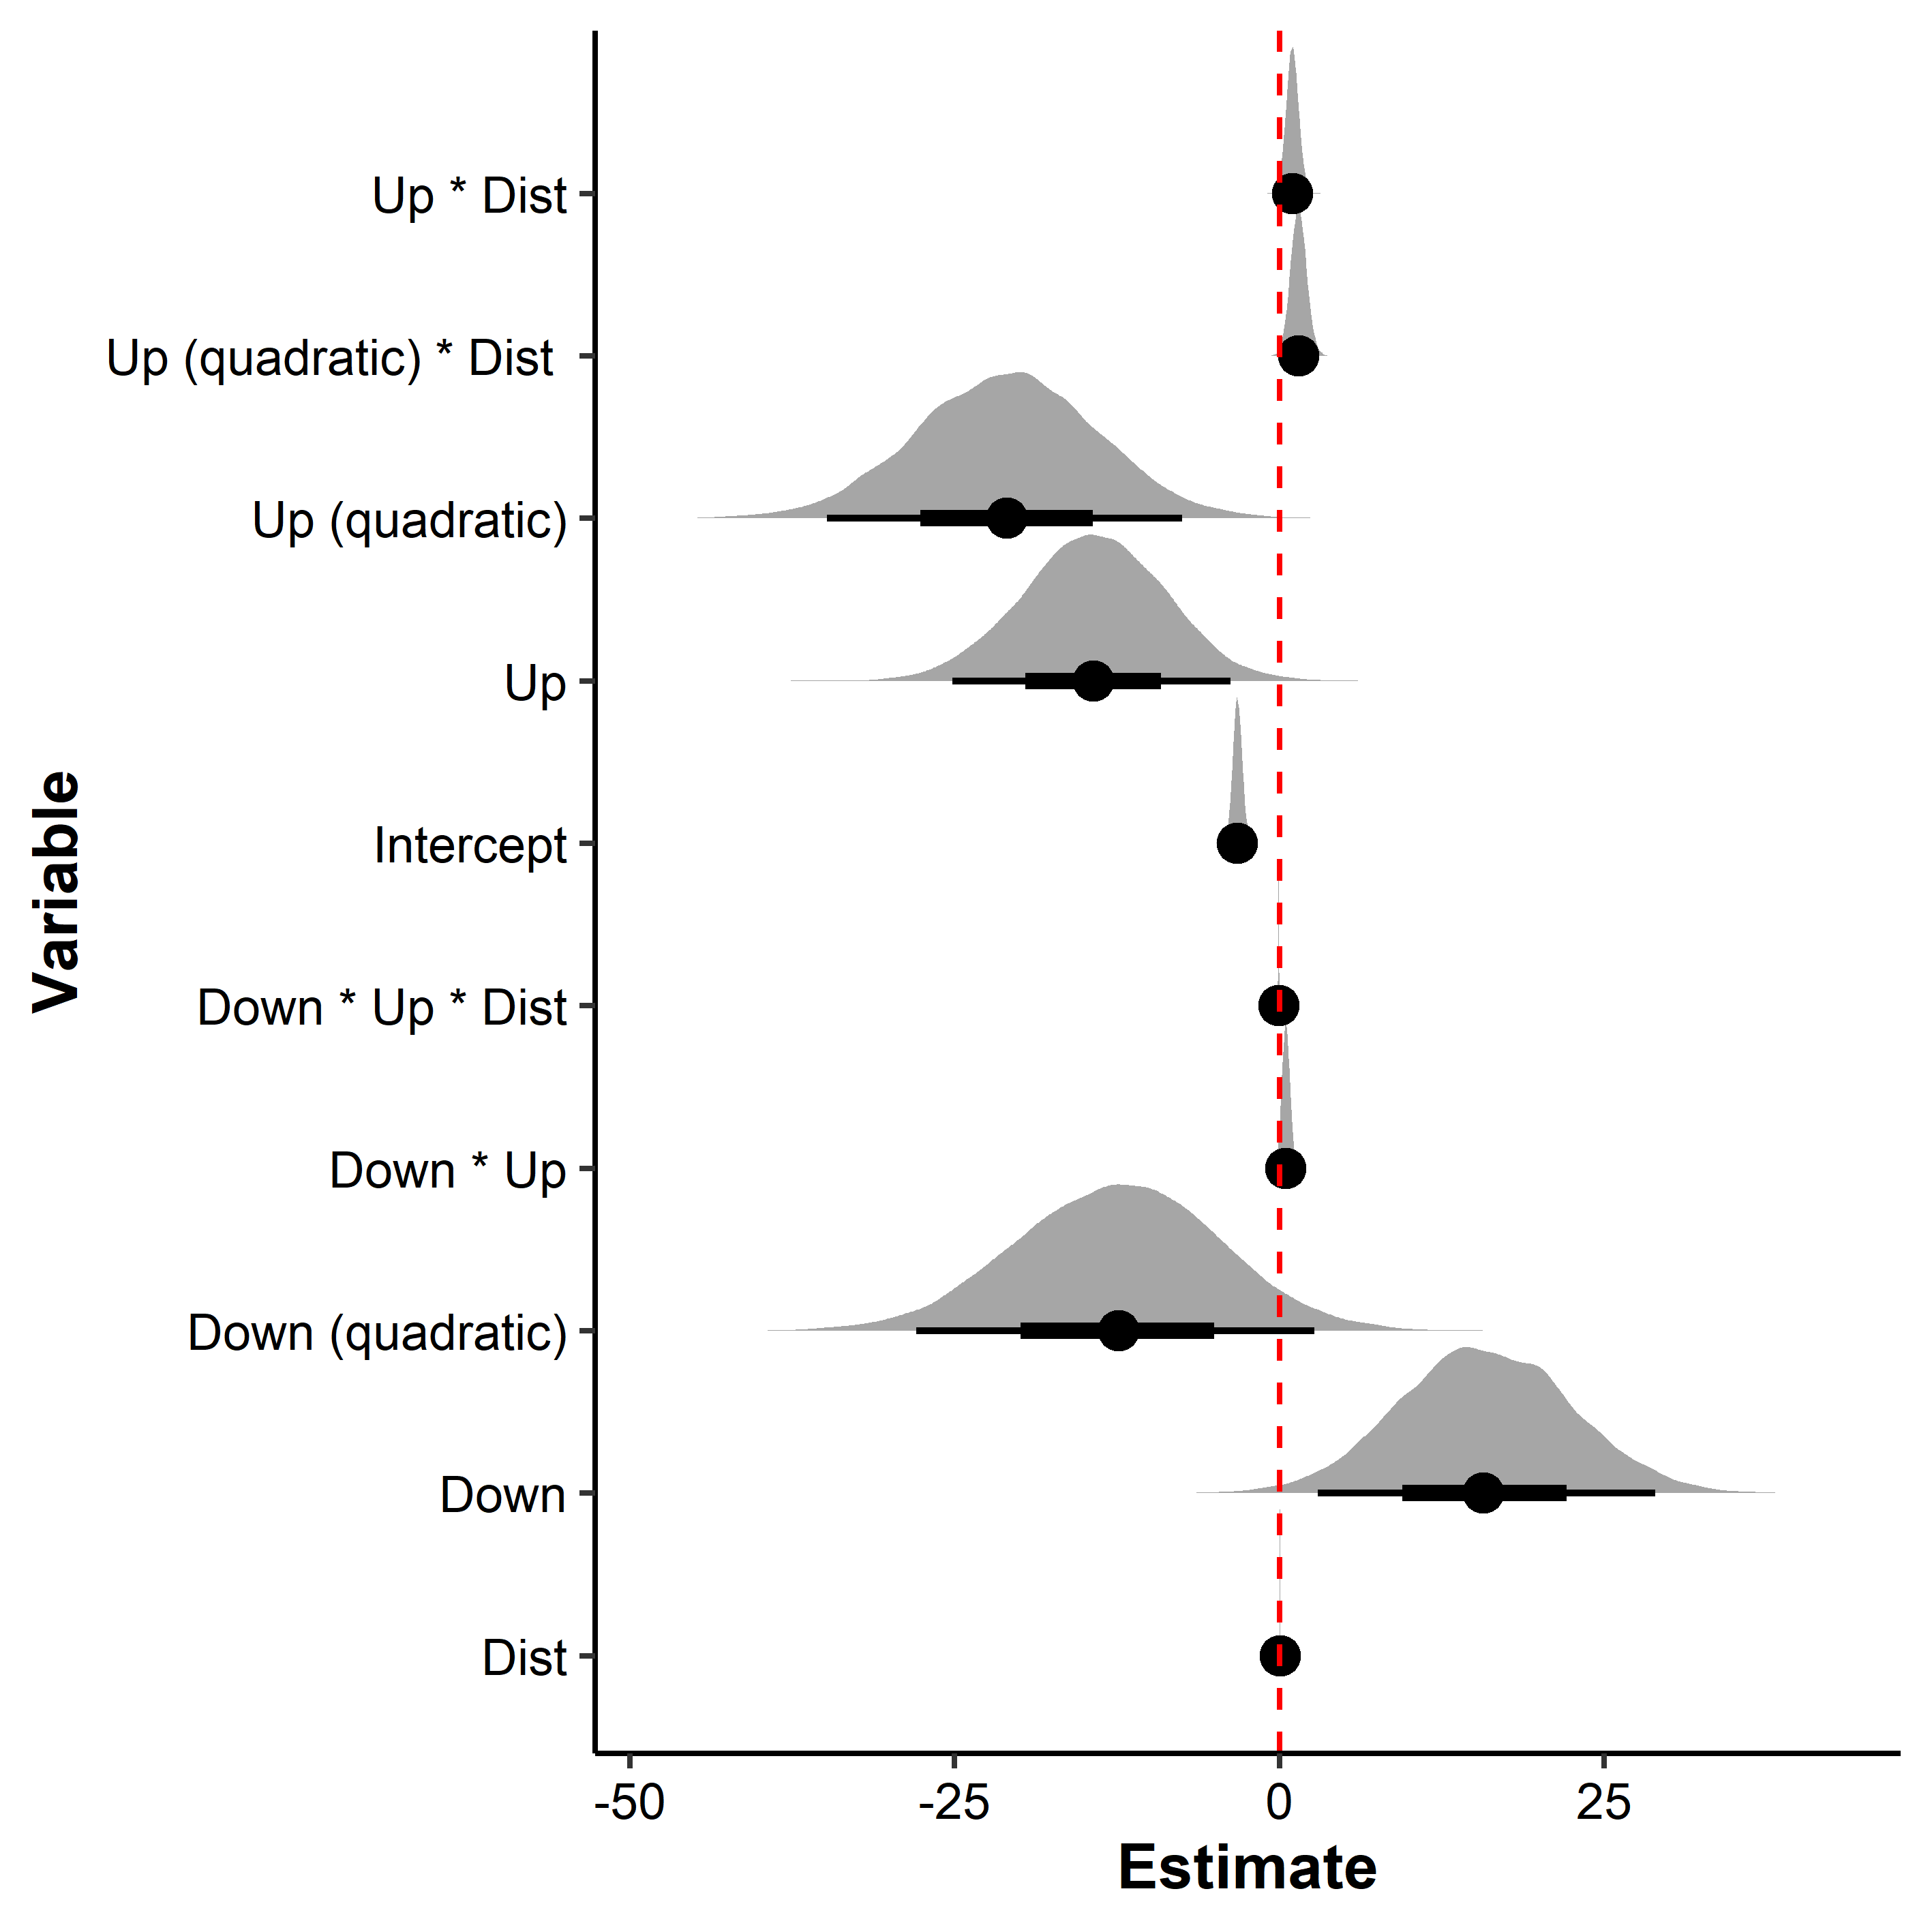 Up * Dist
Up (quadratic) * Dist
Up (quadratic)
Up
Intercept
Down * Up * Dist
Down * Up
Down (quadratic)
Down
Dist
Variable
-50 -25 0 25
Estimate